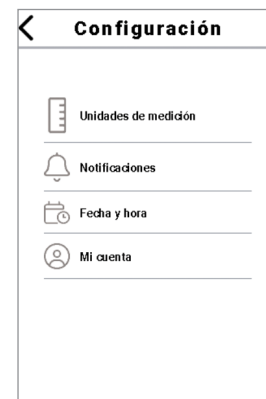 Configuración
Unidades de medición
Notificaciones
Fecha y hora
Mi cuenta